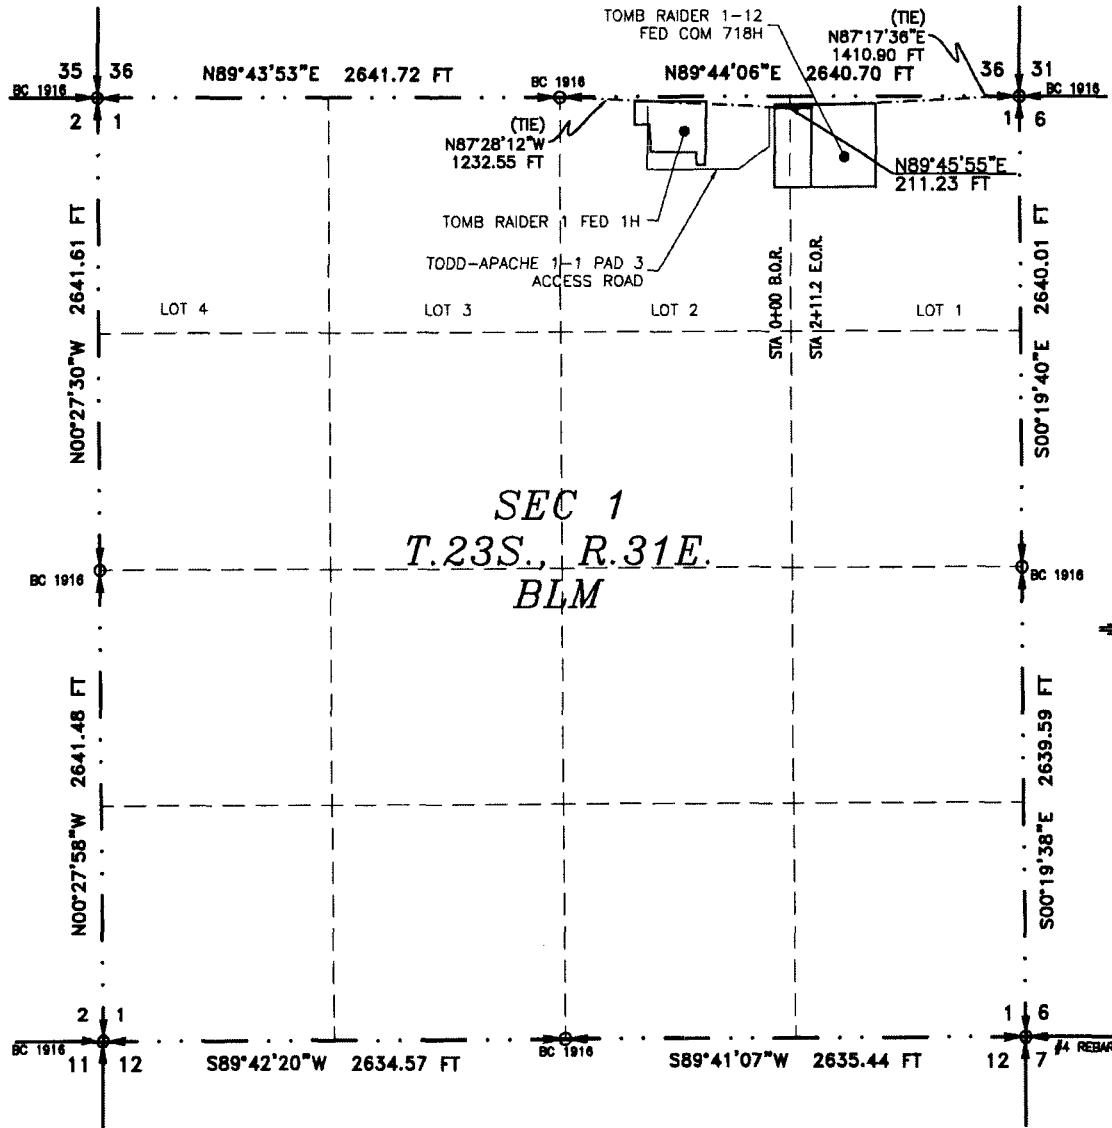 TOMB RAIDER 1-12
FED COM 718H
(TIE)
N87°17'36"E
1410.90 FT
35 36
N89°43'53"E 2641.72 FT
N89°44'06"E 2640.70 FT
36 31
BC 1916
BC 1916
BC 1916
2 1
1 6
(TIE)
N87°28'12"W
1232.55 FT
N89°45'55"E
211.23 FT
TOMB RAIDER 1 FED 1H
TODD-APACHE 1-1 PAD 3
ACCESS ROAD
N00°27'30"W 2641.61 FT
STA 0+00 B.O.R.
STA 2+11.2 E.O.R.
S00°19'40"E 2640.01 FT
LOT 4
LOT 3
LOT 2
LOT 1
SEC 1
T.23S., R.31E.
BLM
BC 1916
BC 1916
N00°27'58"W 2641.48 FT
S00°19'38"E 2639.59 FT
2 1
1 6
BC 1916
11 12
S89°42'20"W 2634.57 FT
BC 1916
S89°41'07"W 2635.44 FT
12 7
#4 REBAR